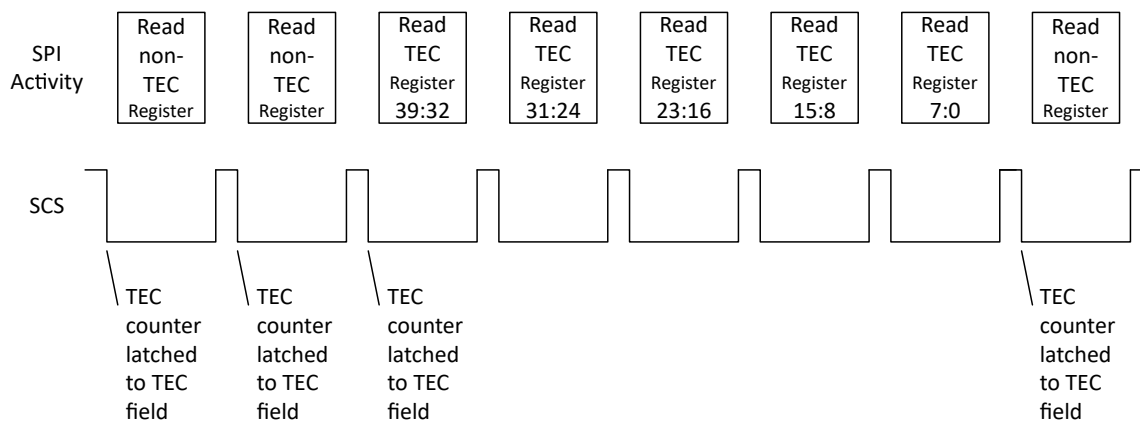 SPI
Activity
Read
non-
TEC
Register
Read
non-
TEC
Register
Read
TEC
Register
39:32
Read
TEC
Register
31:24
Read
TEC
Register
23:16
Read
TEC
Register
15:8
Read
TEC
Register
7:0
Read
non-
TEC
Register
SCS
TEC
counter
latched
to TEC
field
TEC
counter
latched
to TEC
field
TEC
counter
latched
to TEC
field
TEC
counter
latched
to TEC
field